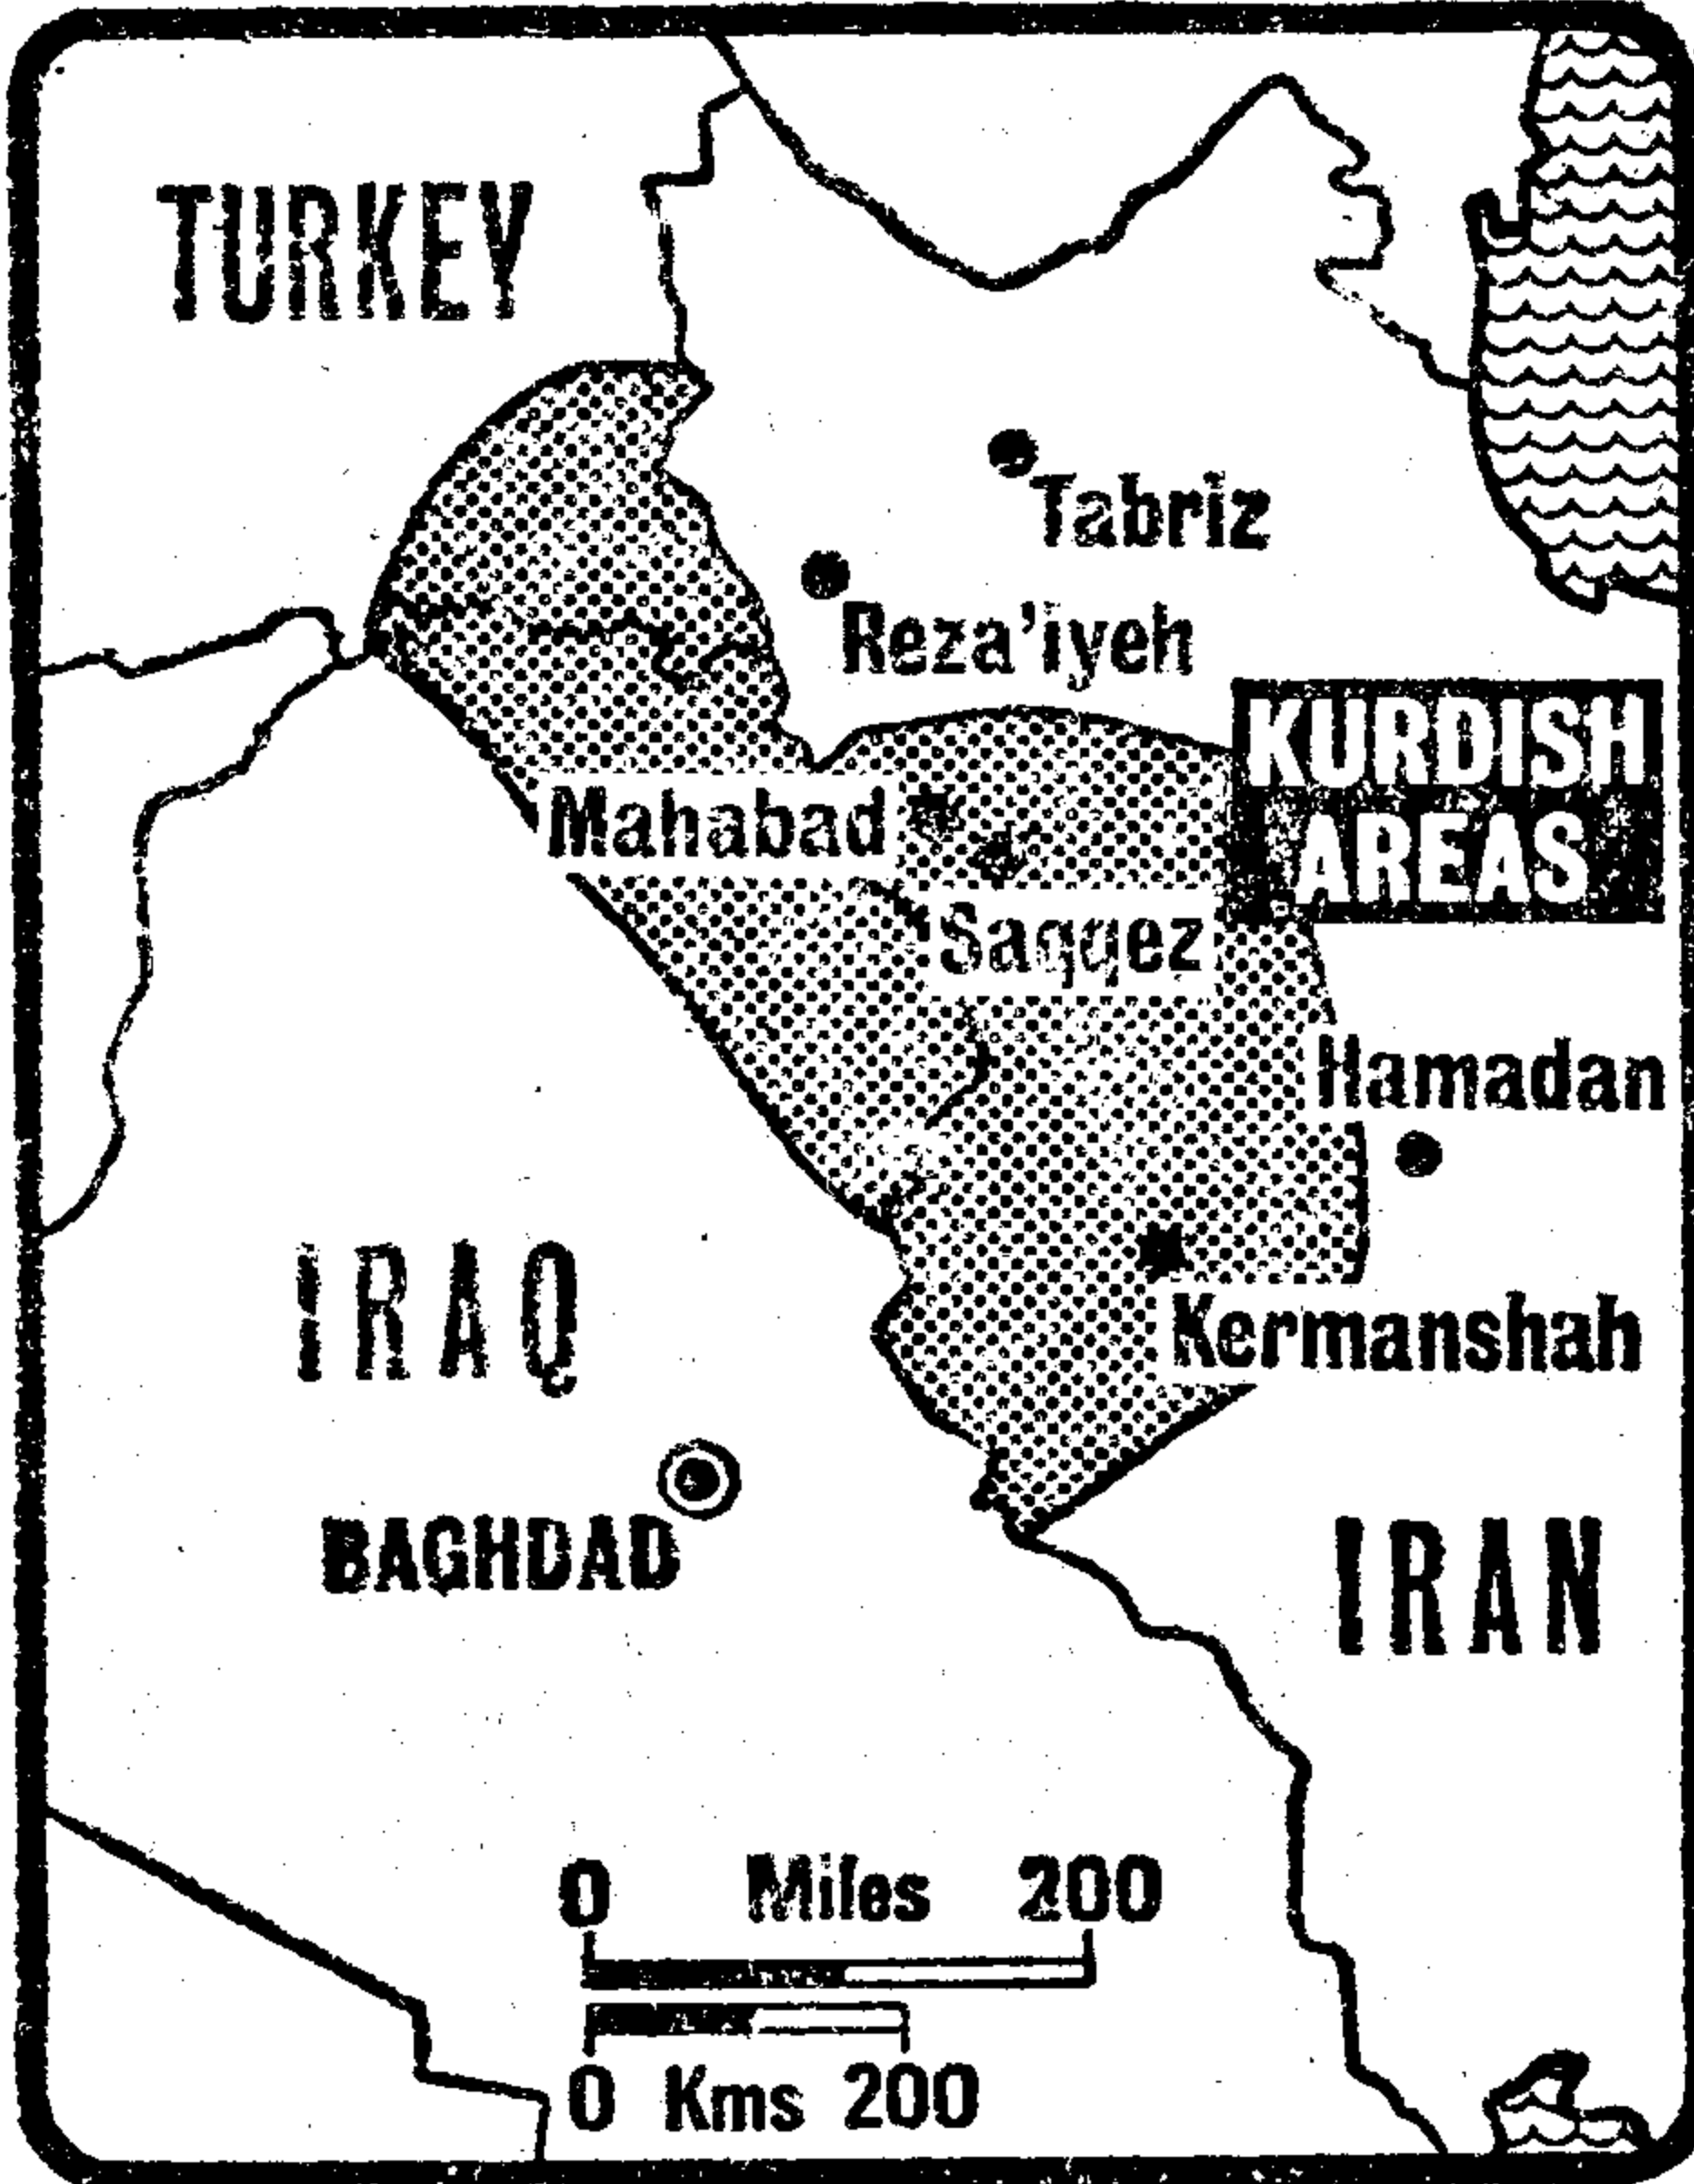 TURKEY
Tabriz
Reza'iyeh
KURDISH
AREAS
Mahabad
Saqqez
Hamadan
IRAQ
Kermanshah
BAGHDAD
IRAN
0 Miles 200
0 Kms 200